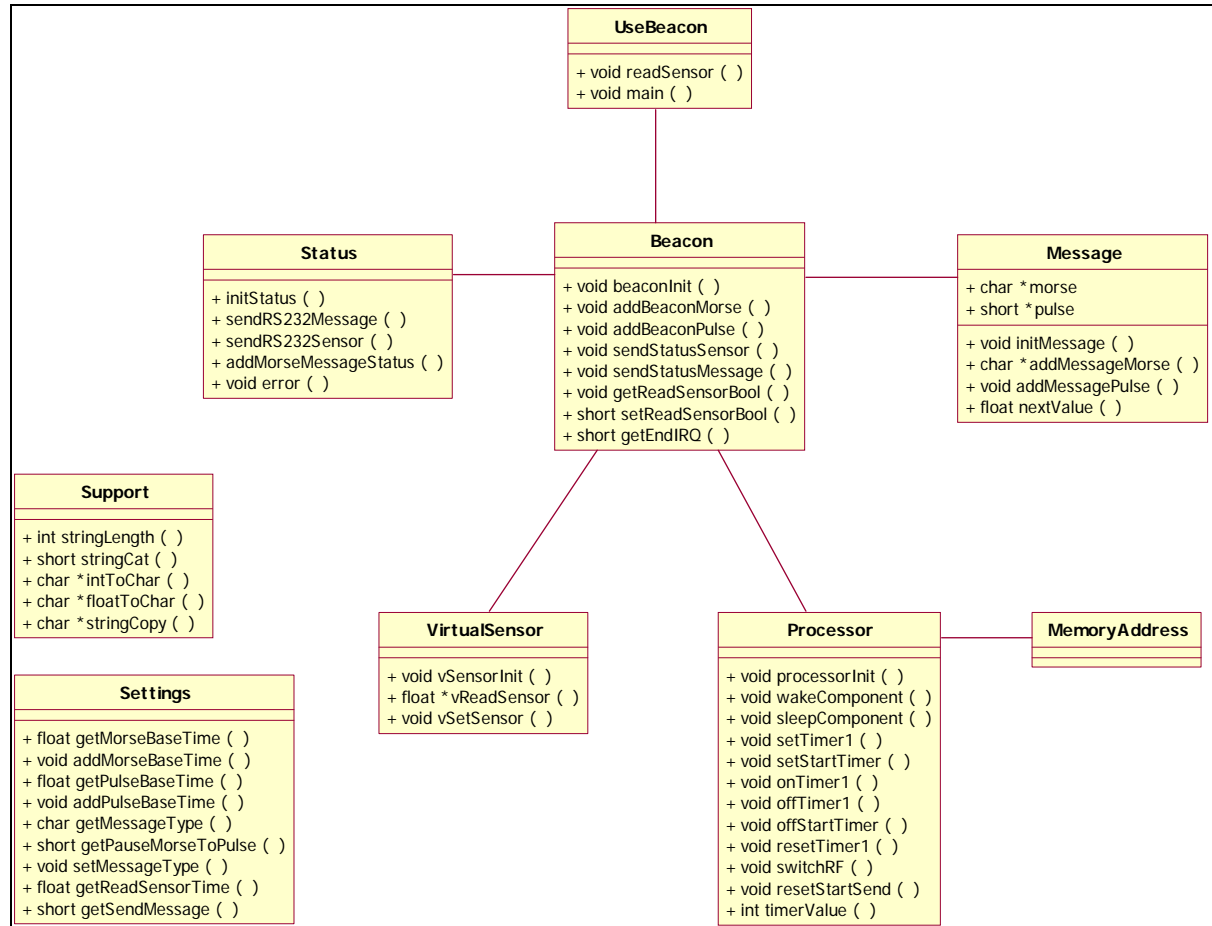 UseBeacon
+ void readSensor ( )
+ void main ( )
Status
+ initStatus ( )
+ sendRS232Message ( )
+ sendRS232Sensor ( )
+ addMorseMessageStatus ( )
+ void error ( )
Beacon
+ void beaconInit ( )
+ void addBeaconMorse ( )
+ void addBeaconPulse ( )
+ void sendStatusSensor ( )
+ void sendStatusMessage ( )
+ void getReadSensorBool ( )
+ short setReadSensorBool ( )
+ short getEndIRQ ( )
Message
+ char *morse
+ short *pulse
+ void initMessage ( )
+ char *addMessageMorse ( )
+ void addMessagePulse ( )
+ float nextValue ( )
Support
+ int stringLength ( )
+ short stringCat ( )
+ char *intToChar ( )
+ char *floatToChar ( )
+ char *stringCopy ( )
Settings
+ float getMorseBaseTime ( )
+ void addMorseBaseTime ( )
+ float getPulseBaseTime ( )
+ void addPulseBaseTime ( )
+ char getMessageType ( )
+ short getPauseMorseToPulse ( )
+ void setMessageType ( )
+ float getReadSensorTime ( )
+ short getSendMessage ( )
VirtualSensor
+ void vSensorInit ( )
+ float *vReadSensor ( )
+ void vSetSensor ( )
Processor
+ void processorInit ( )
+ void wakeComponent ( )
+ void sleepComponent ( )
+ void setTimer1 ( )
+ void setStartTimer ( )
+ void onTimer1 ( )
+ void offTimer1 ( )
+ void offStartTimer ( )
+ void resetTimer1 ( )
+ void switchRF ( )
+ void resetStartSend ( )
+ int timerValue ( )
MemoryAddress